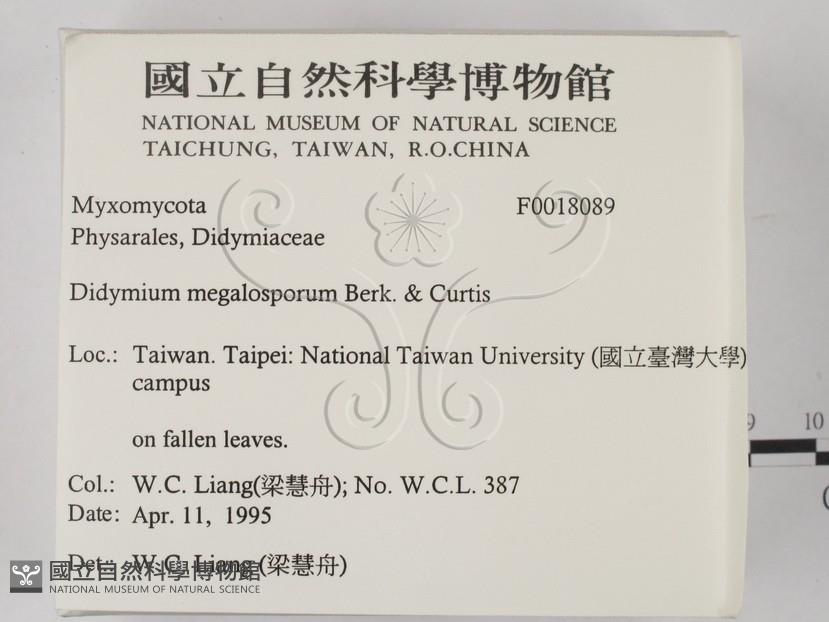 國立自然科學博物館
NATIONAL MUSEUM OF NATURAL SCIENCE
TAICHUNG, TAIWAN, R.O.CHINA
Myxomycota F0018089
Physarales, Didymiaceae
Didymium megalosporum Berk. & Curtis
Loc.: Taiwan. Taipei: National Taiwan University (國立臺灣大學)
campus
on fallen leaves.
Col.: W.C. Liang(梁慧舟); No. W.C.L. 387
Date: Apr. 11, 1995
Det.: W.C. Liang (梁慧舟)
國立自然科學博物館
NATIONAL MUSEUM OF NATURAL SCIENCE
9 10